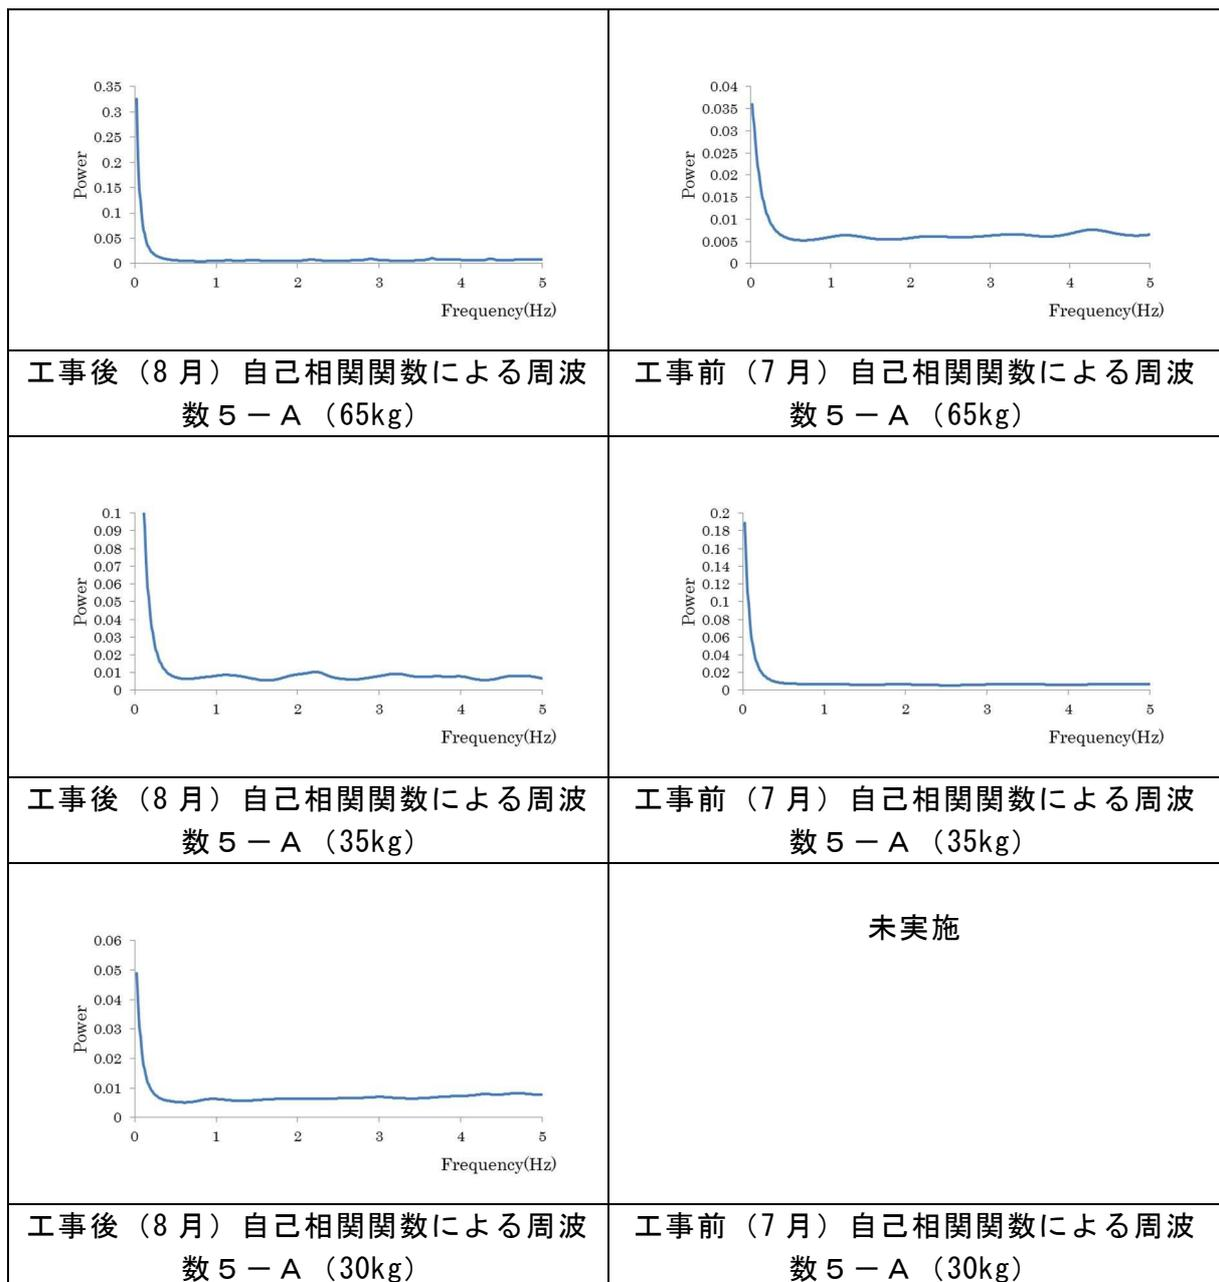 0.35
0.3
0.25
0.2
0.15
0.1
0.05
0
Power
0 1 2 3 4 5
Frequency(Hz)
0.04
0.035
0.03
0.025
0.02
0.015
0.01
0.005
0
Power
0 1 2 3 4 5
Frequency(Hz)
工事後（8月）自己相関関数による周波
数５－Ａ（65kg）
工事前（7月）自己相関関数による周波
数５－Ａ（65kg）
0.1
0.09
0.08
0.07
0.06
0.05
0.04
0.03
0.02
0.01
0
Power
0 1 2 3 4 5
Frequency(Hz)
0.2
0.18
0.16
0.14
0.12
0.1
0.08
0.06
0.04
0.02
0
Power
0 1 2 3 4 5
Frequency(Hz)
工事後（8月）自己相関関数による周波
数５－Ａ（35kg）
工事前（7月）自己相関関数による周波
数５－Ａ（35kg）
0.06
0.05
0.04
0.03
0.02
0.01
0
Power
0 1 2 3 4 5
Frequency(Hz)
未実施
工事後（8月）自己相関関数による周波
数５－Ａ（30kg）
工事前（7月）自己相関関数による周波
数５－Ａ（30kg）